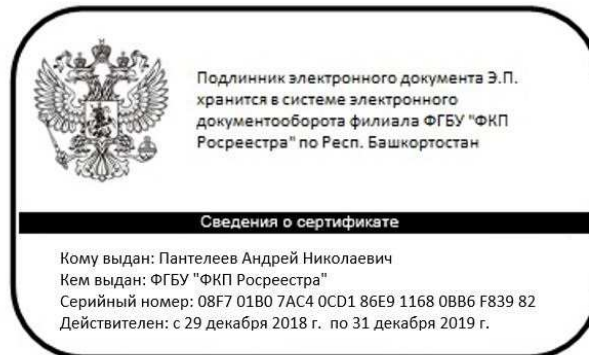 Подлинник электронного документа Э.П.
хранится в системе электронного
документооборота филиала ФГБУ "ФКП
Росреестра" по Респ. Башкортостан
Сведения о сертификате
Кому выдан: Пантелеев Андрей Николаевич
Кем выдан: ФГБУ "ФКП Росреестра"
Серийный номер: 08F7 01B0 7AC4 0CD1 86E9 1168 0BB6 F839 82
Действителен: с 29 декабря 2018 г.  по 31 декабря 2019 г.